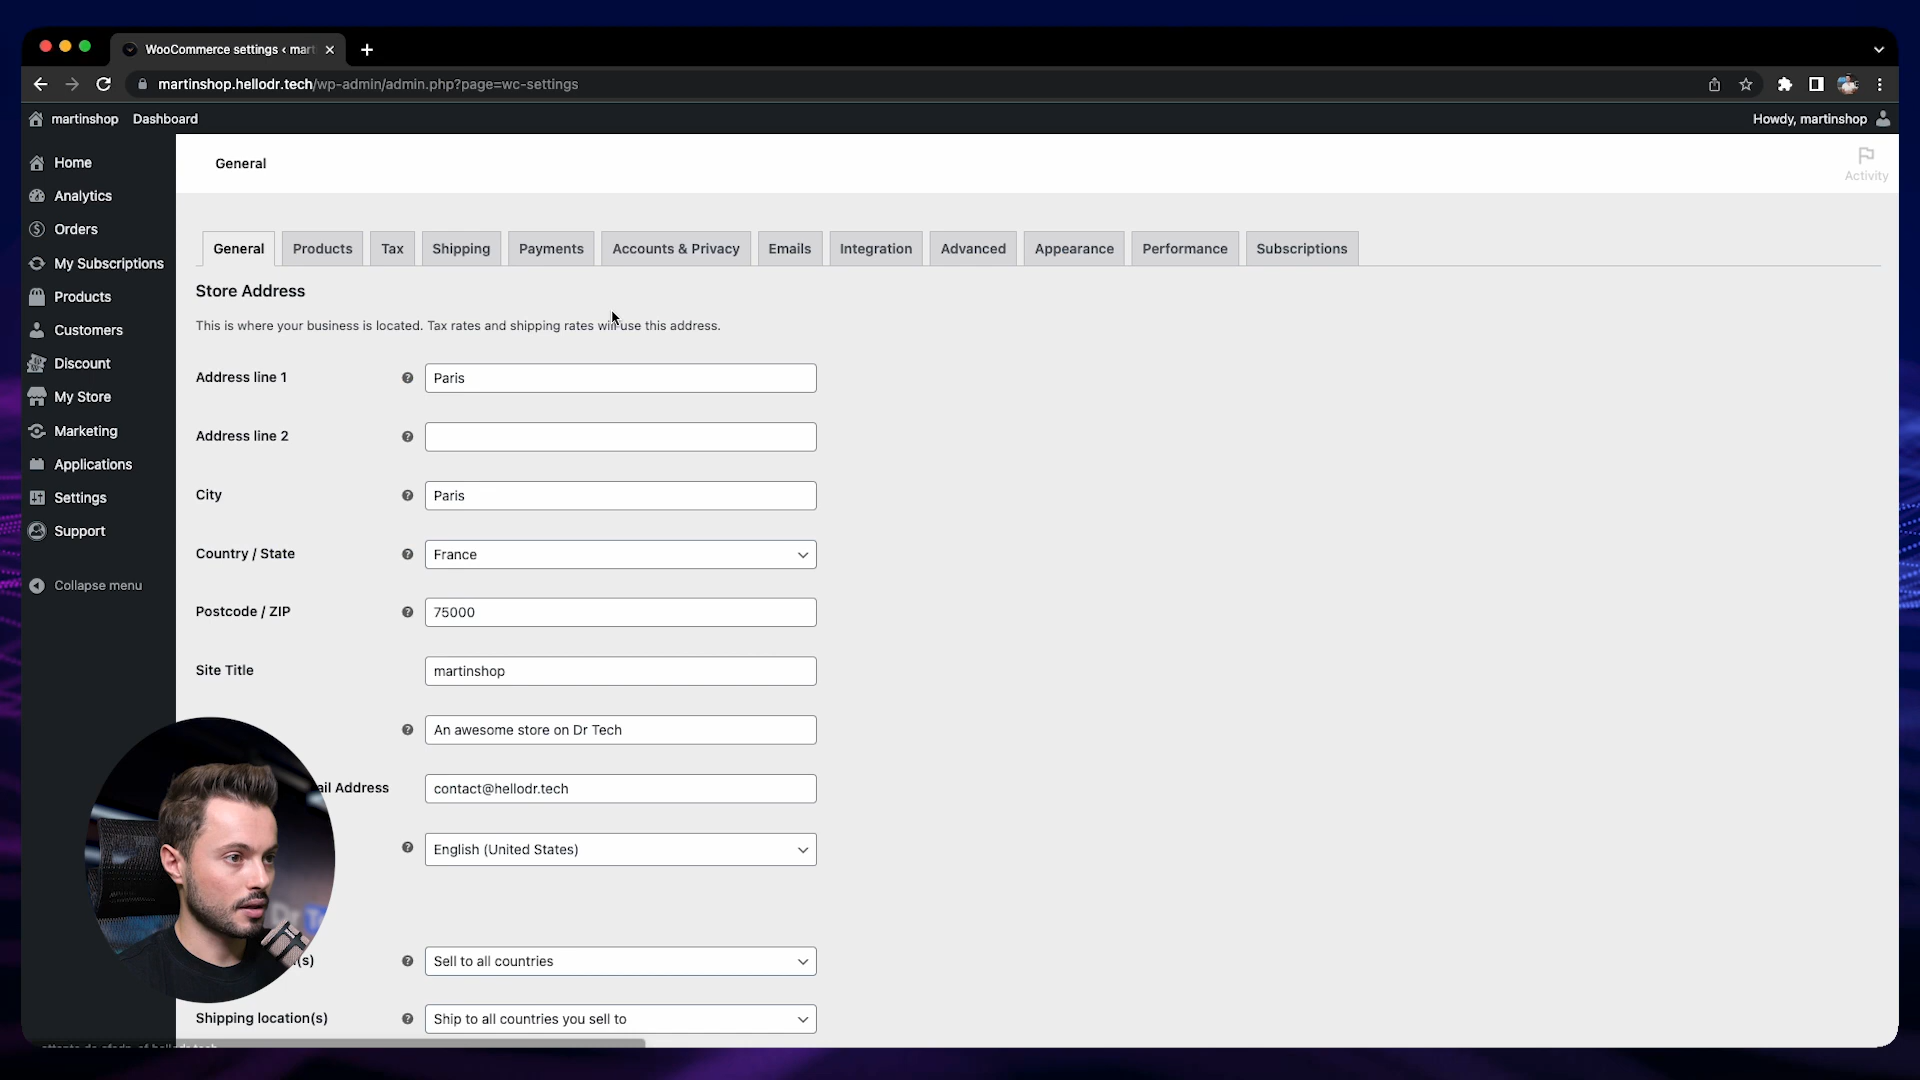 WooCommerce settings ‹ mar
martinshop.hellodr.tech/wp-admin/admin.php?page=wc-settings
martinshop
Dashboard
Howdy, martinshop
Home
Analytics
Orders
My Subscriptions
Products
Customers
Discount
My Store
Marketing
Applications
Settings
Support
Collapse menu
General
Activity
General
Products
Tax
Shipping
Payments
Accounts & Privacy
Emails
Integration
Advanced
Appearance
Performance
Subscriptions
Store Address
This is where your business is located. Tax rates and shipping rates will use this address.
Address line 1
Paris
Address line 2
City
Paris
Country / State
France
Postcode / ZIP
75000
Site Title
martinshop
An awesome store on Dr Tech
ail Address
contact@hellodr.tech
English (United States)
(s)
Sell to all countries
Shipping location(s)
Ship to all countries you sell to